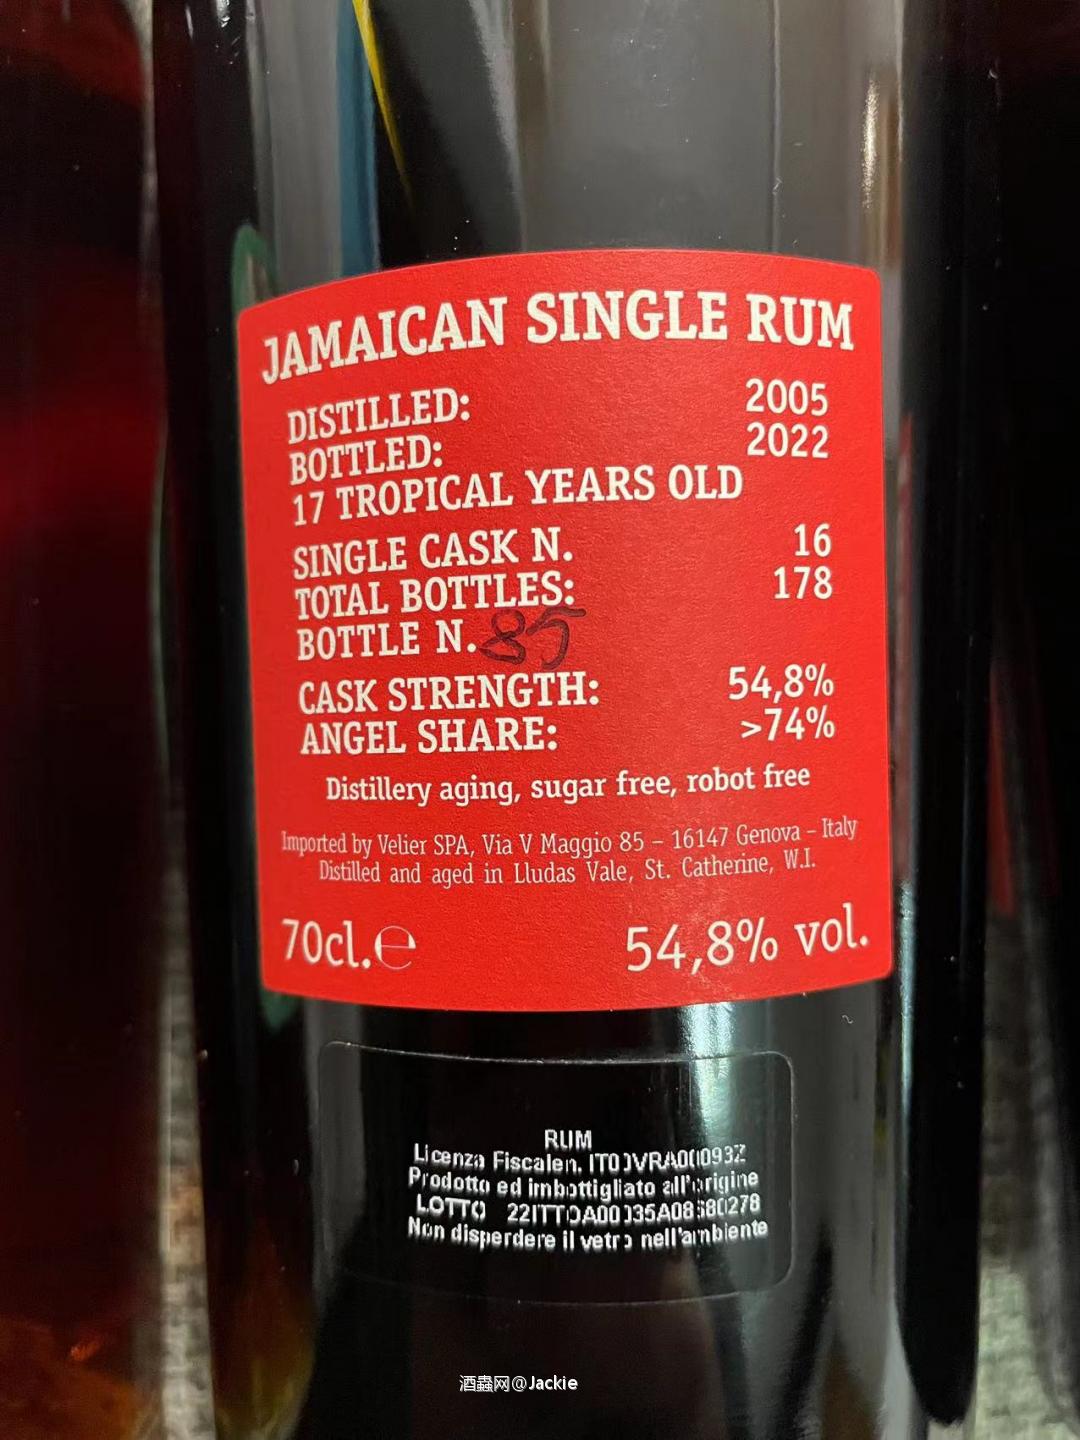 JAMAICAN SINGLE RUM
DISTILLED: 2005
BOTTLED: 2022
17 TROPICAL YEARS OLD
SINGLE CASK N. 16
TOTAL BOTTLES: 178
BOTTLE N. 85
CASK STRENGTH: 54,8%
ANGEL SHARE: >74%
Distillery aging, sugar free, robot free
Imported by Velier SPA, Via V Maggio 85 – 16147 Genova – Italy
Distilled and aged in Lludas Vale, St. Catherine, W.I.
70cl.℮ 54,8% vol.
RUM
Licenza Fiscale n.
Prodotto ed imbottigliato all'origine
LOTTO
Non disperdere il vetro nell'ambiente
酒蟲网@Jackie